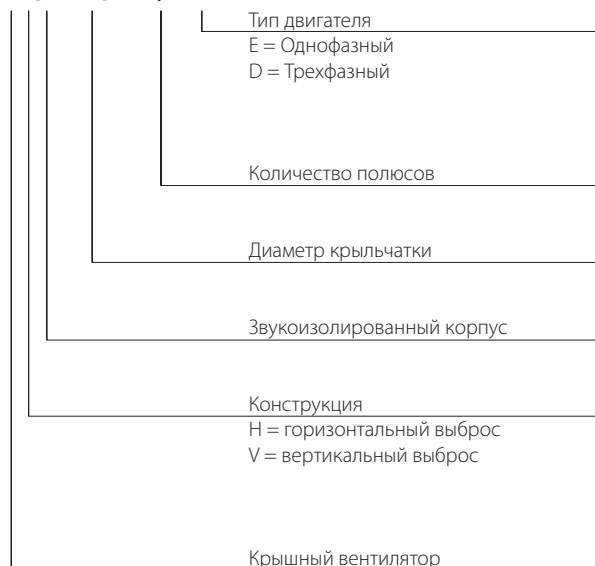 Тип двигателя
E = Однофазный
D = Трехфазный
Количество полюсов
Диаметр крыльчатки
Звукоизолированный корпус
Конструкция
H = горизонтальный выброс
V = вертикальный выброс
Крышный вентилятор